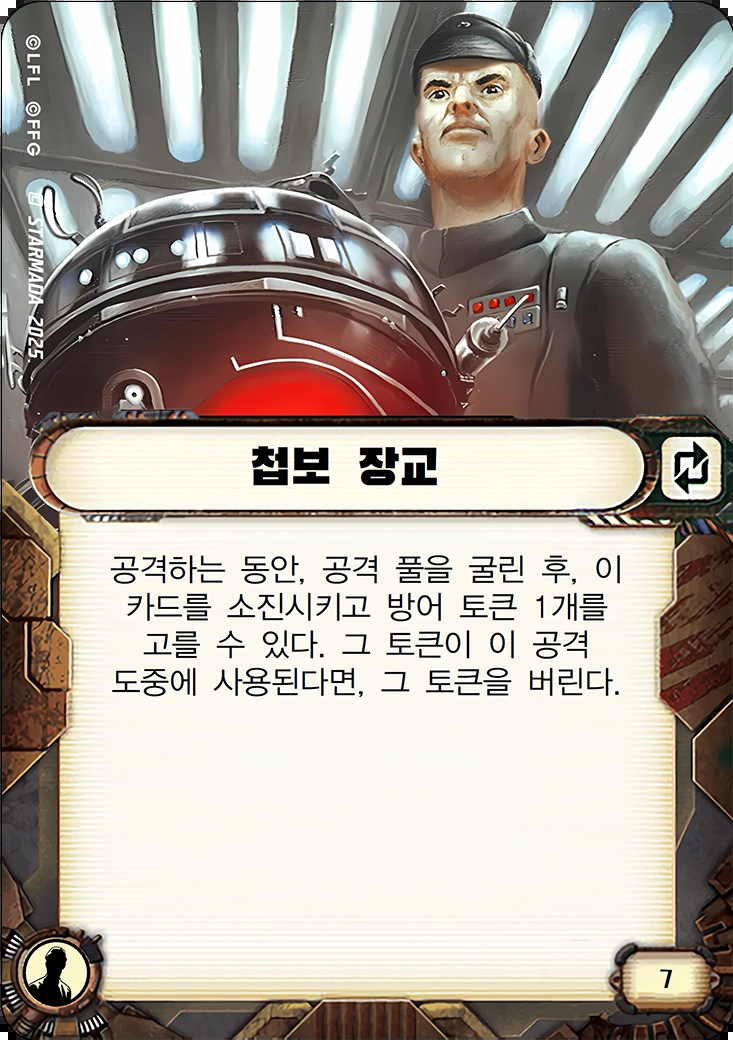 ©LFL ©FFG © STARMADA 2025.
첩보 장교
공격하는 동안, 공격 풀을 굴린 후, 이
카드를 소진시키고 방어 토큰 1개를
고를 수 있다. 그 토큰이 이 공격
도중에 사용된다면, 그 토큰을 버린다.
7